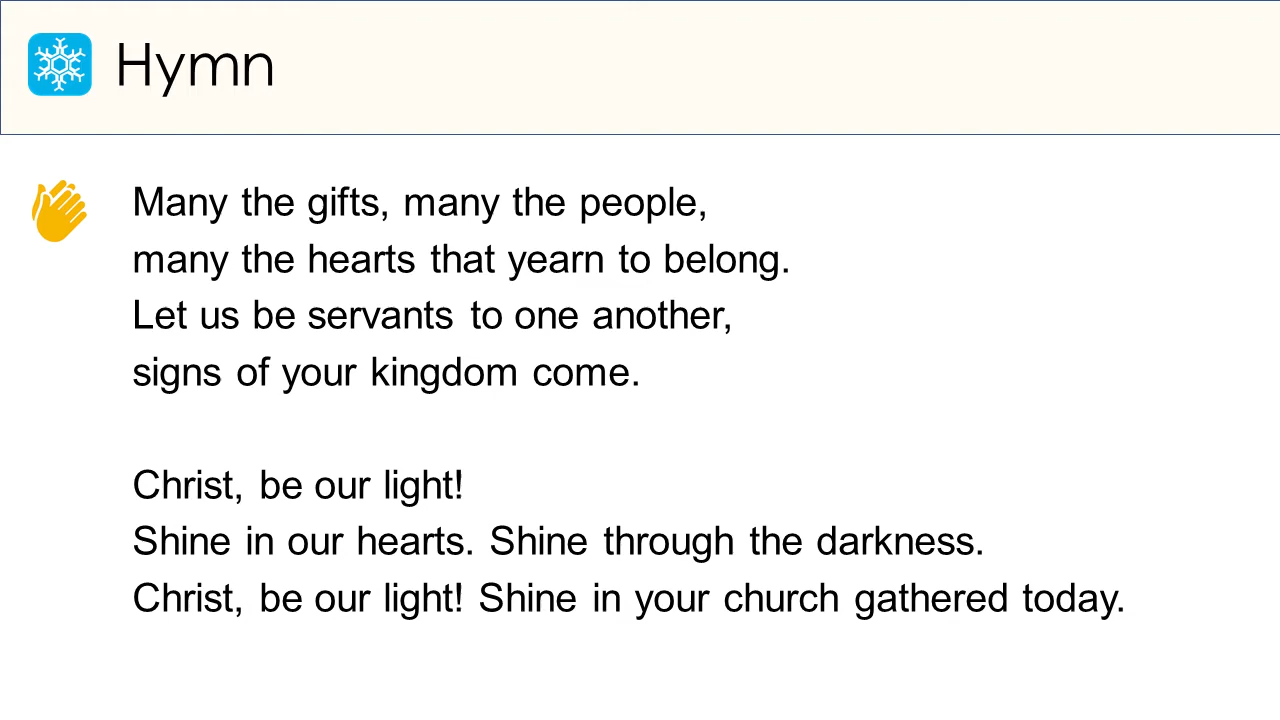 Hymn
Many the gifts, many the people,
many the hearts that yearn to belong.
Let us be servants to one another,
signs of your kingdom come.
Christ, be our light!
Shine in our hearts. Shine through the darkness.
Christ, be our light! Shine in your church gathered today.